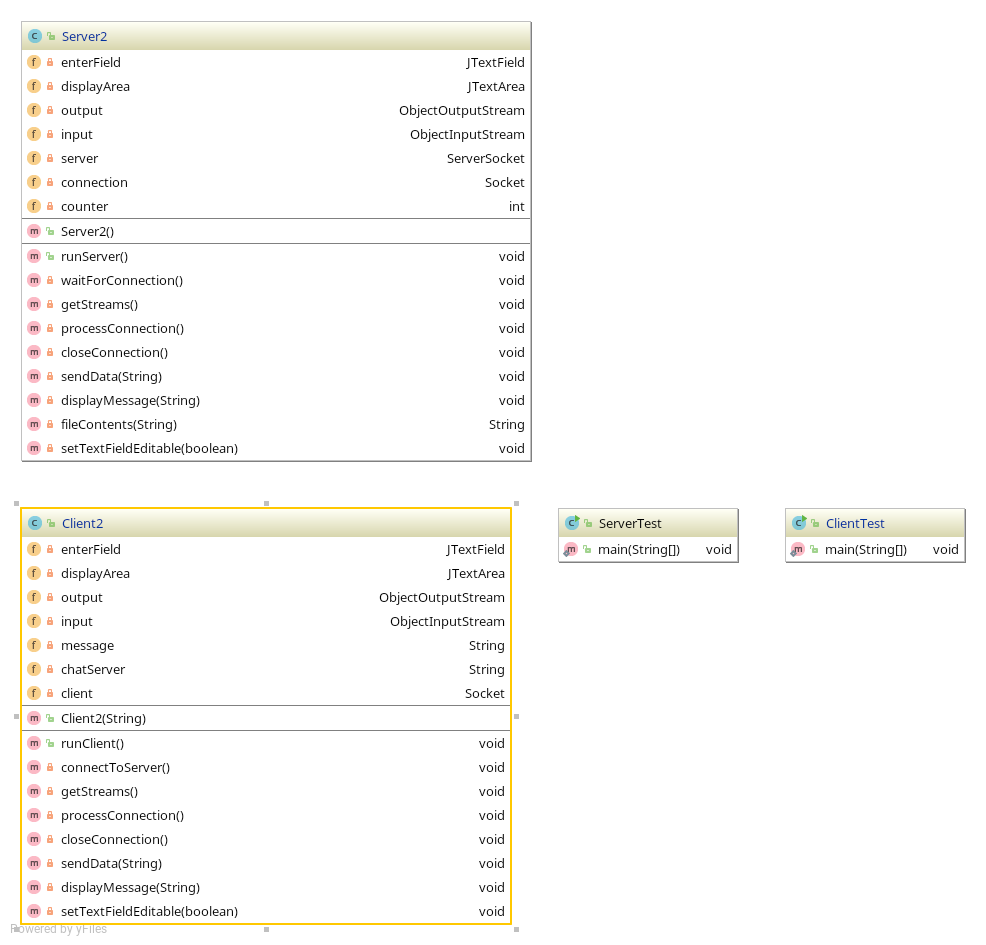 Server2
enterField JTextField
displayArea JTextArea
output ObjectOutputStream
input ObjectInputStream
server ServerSocket
connection Socket
counter int
Server2()
runServer() void
waitForConnection() void
getStreams() void
processConnection() void
closeConnection() void
sendData(String) void
displayMessage(String) void
fileContents(String) String
setTextFieldEditable(boolean) void
Client2
enterField JTextField
displayArea JTextArea
output ObjectOutputStream
input ObjectInputStream
message String
chatServer String
client Socket
Client2(String)
runClient() void
connectToServer() void
getStreams() void
processConnection() void
closeConnection() void
sendData(String) void
displayMessage(String) void
setTextFieldEditable(boolean) void
ServerTest
main(String[]) void
ClientTest
main(String[]) void
Powered by yFiles